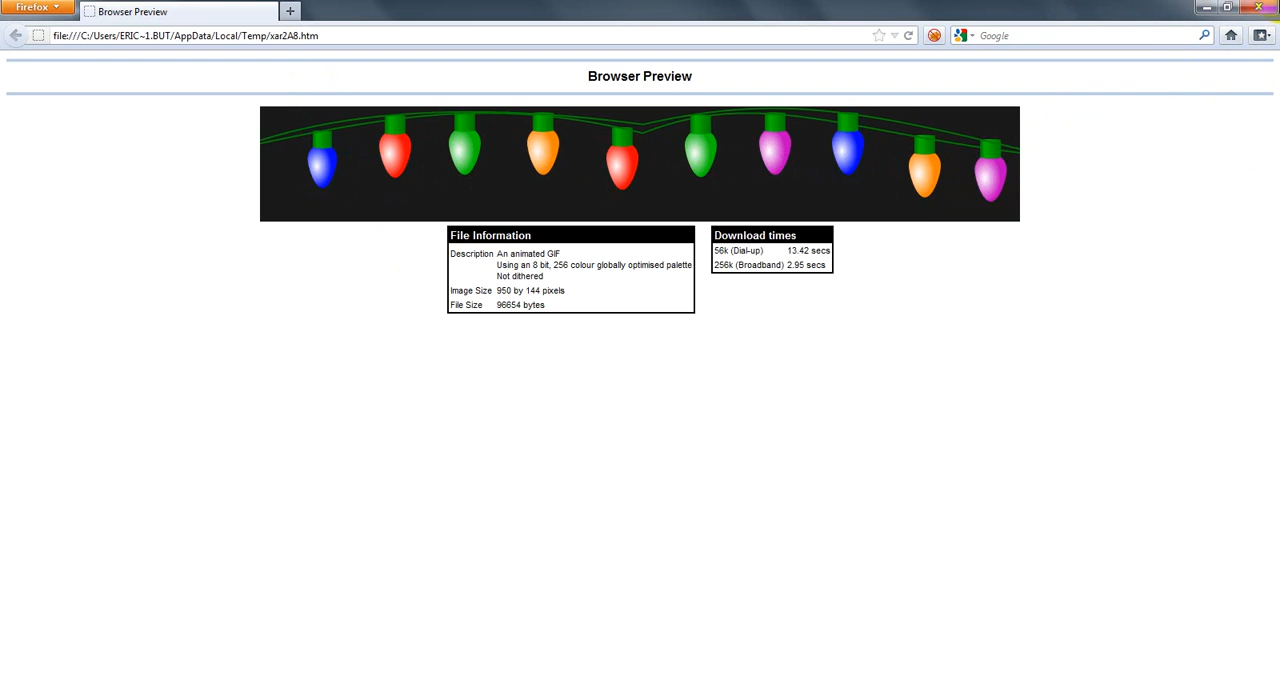 Firefox
Browser Preview
file:///C:/Users/ERIC~1.BUT/AppData/Local/Temp/xar2A8.htm
Google
Browser Preview
File Information
Description An animated GIF
Using an 8 bit, 256 colour globally optimised palette
Not dithered
Image Size 950 by 144 pixels
File Size 96654 bytes
Download times
56k (Dial-up) 13.42 secs
256k (Broadband) 2.95 secs